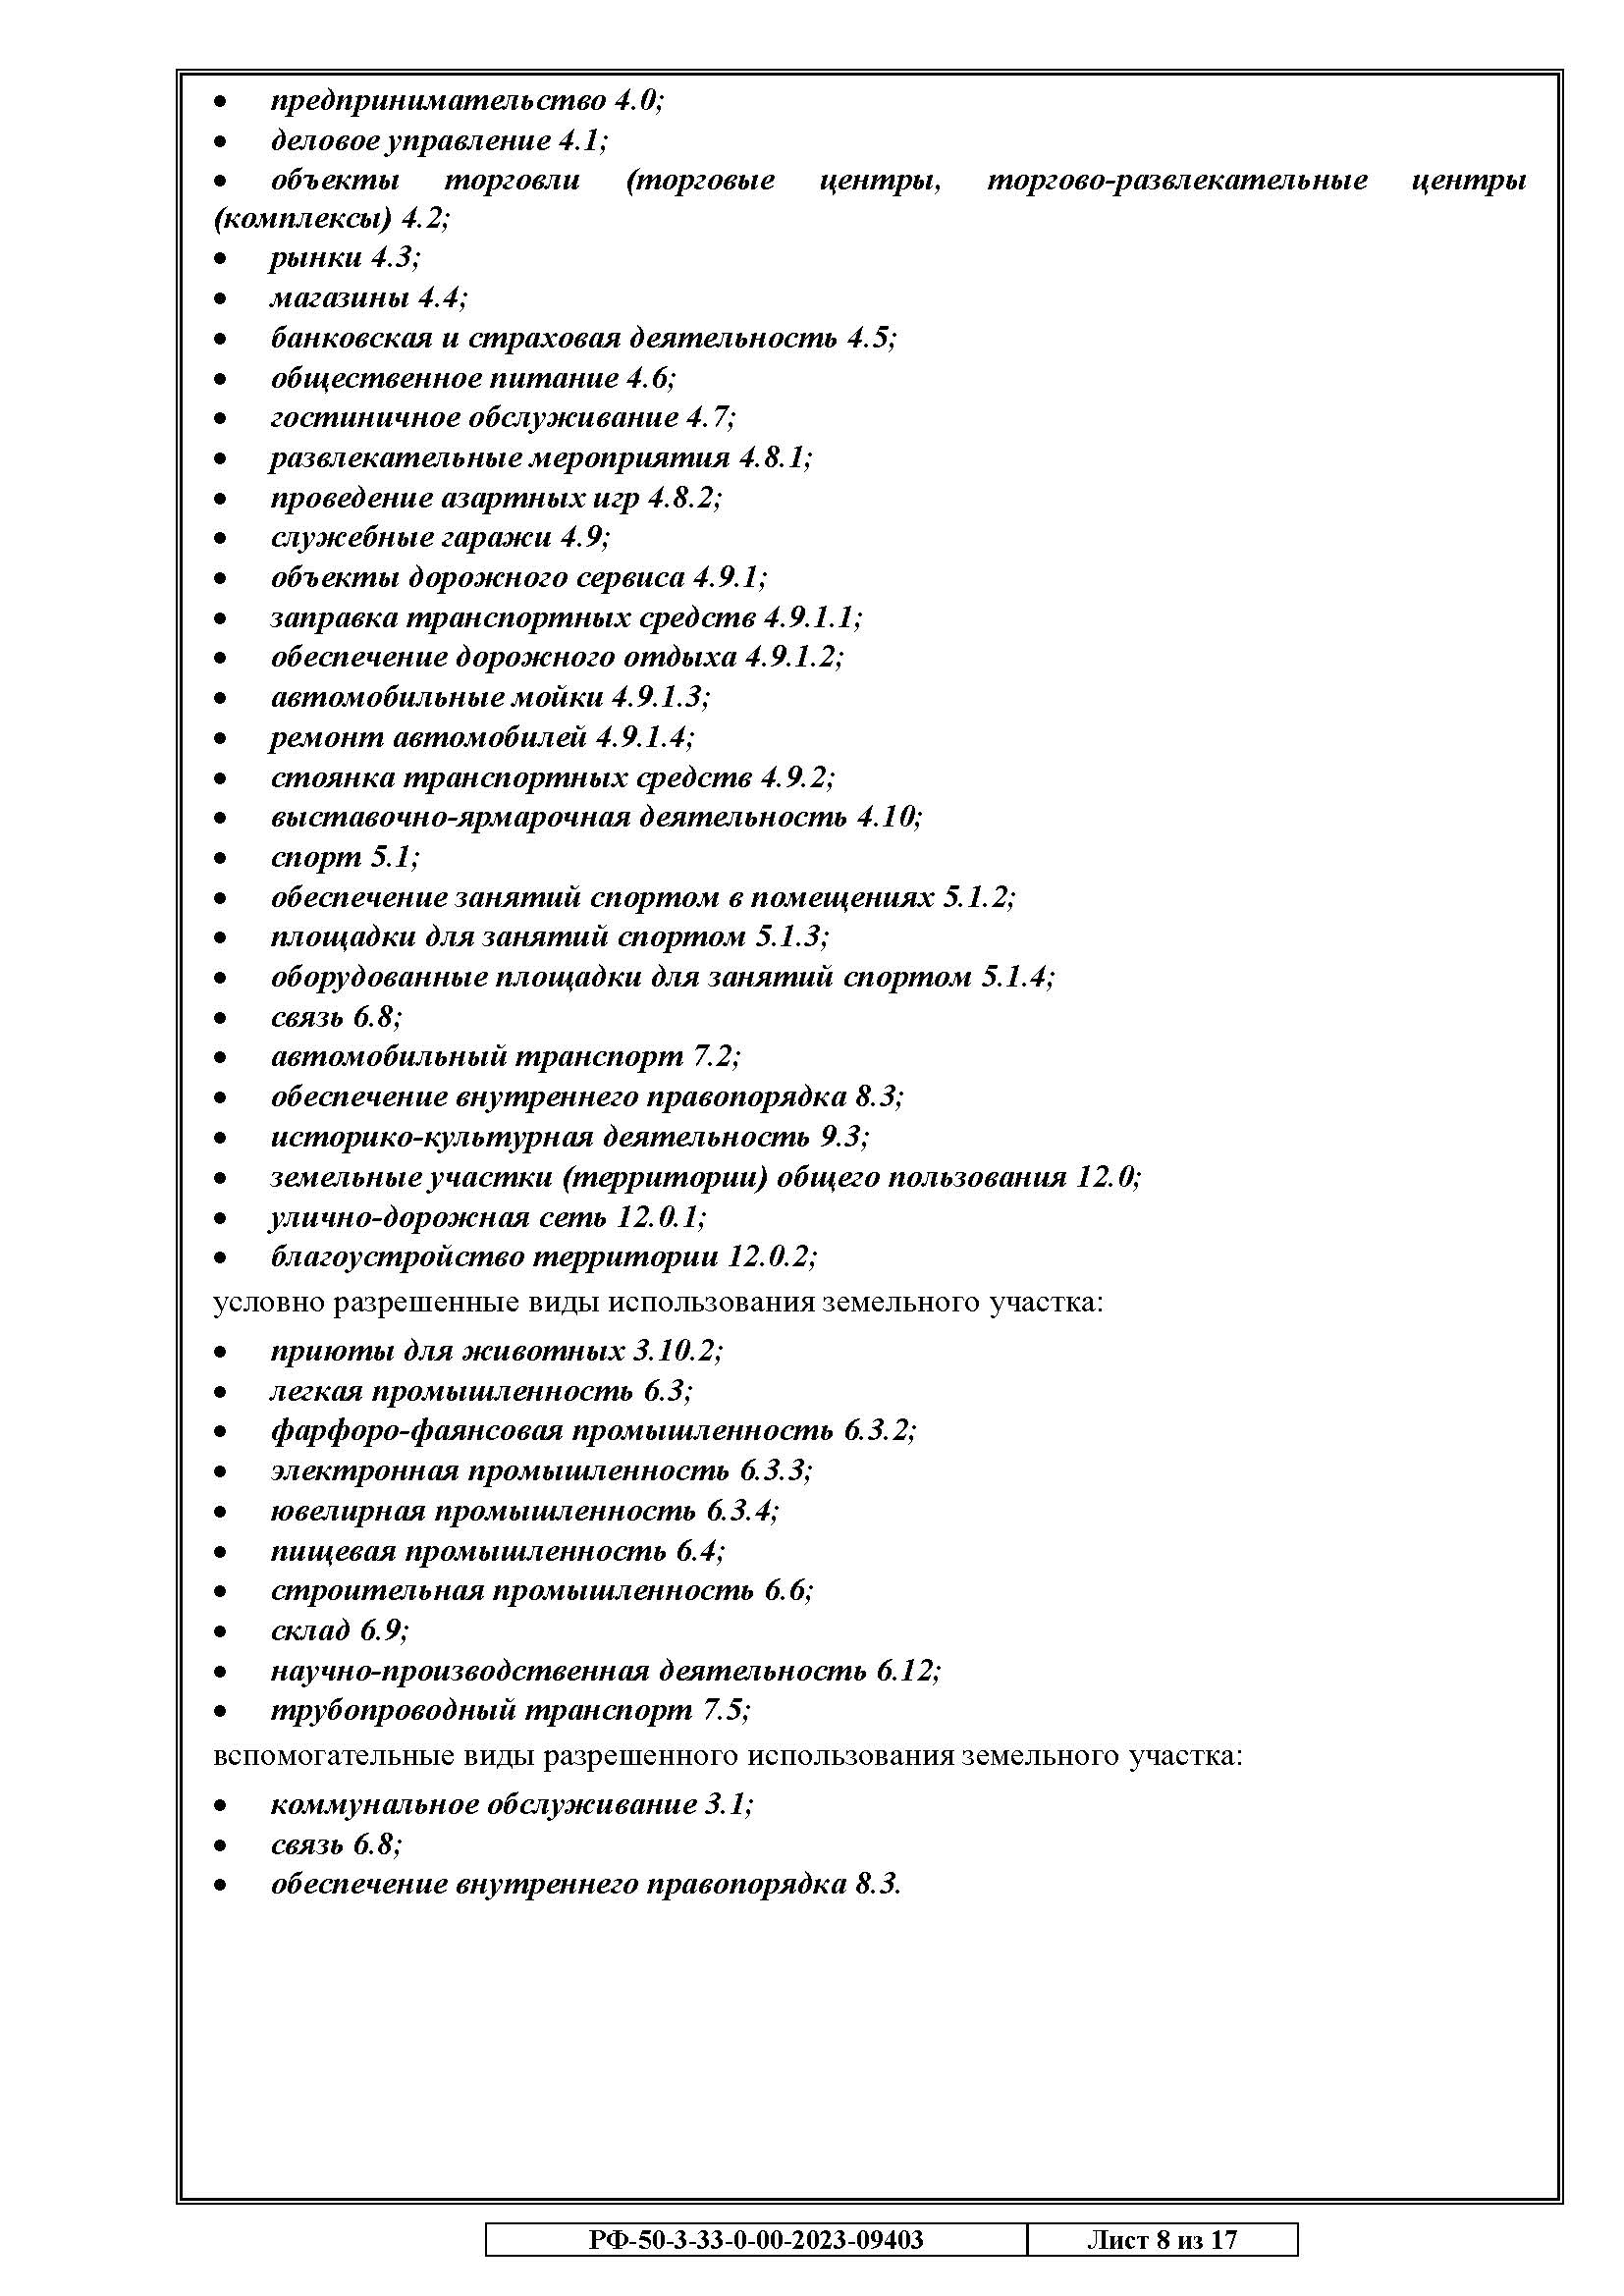 • предпринимательство 4.0;
• деловое управление 4.1;
• объекты торговли (торговые центры, торгово-развлекательные центры
(комплексы) 4.2;
• рынки 4.3;
• магазины 4.4;
• банковская и страховая деятельность 4.5;
• общественное питание 4.6;
• гостиничное обслуживание 4.7;
• развлекательные мероприятия 4.8.1;
• проведение азартных игр 4.8.2;
• служебные гаражи 4.9;
• объекты дорожного сервиса 4.9.1;
• заправка транспортных средств 4.9.1.1;
• обеспечение дорожного отдыха 4.9.1.2;
• автомобильные мойки 4.9.1.3;
• ремонт автомобилей 4.9.1.4;
• стоянка транспортных средств 4.9.2;
• выставочно-ярмарочная деятельность 4.10;
• спорт 5.1;
• обеспечение занятий спортом в помещениях 5.1.2;
• площадки для занятий спортом 5.1.3;
• оборудованные площадки для занятий спортом 5.1.4;
• связь 6.8;
• автомобильный транспорт 7.2;
• обеспечение внутреннего правопорядка 8.3;
• историко-культурная деятельность 9.3;
• земельные участки (территории) общего пользования 12.0;
• улично-дорожная сеть 12.0.1;
• благоустройство территории 12.0.2;
условно разрешенные виды использования земельного участка:
• приюты для животных 3.10.2;
• легкая промышленность 6.3;
• фарфоро-фаянсовая промышленность 6.3.2;
• электронная промышленность 6.3.3;
• ювелирная промышленность 6.3.4;
• пищевая промышленность 6.4;
• строительная промышленность 6.6;
• склад 6.9;
• научно-производственная деятельность 6.12;
• трубопроводный транспорт 7.5;
вспомогательные виды разрешенного использования земельного участка:
• коммунальное обслуживание 3.1;
• связь 6.8;
• обеспечение внутреннего правопорядка 8.3.
РФ-50-3-33-0-00-2023-09403 Лист 8 из 17